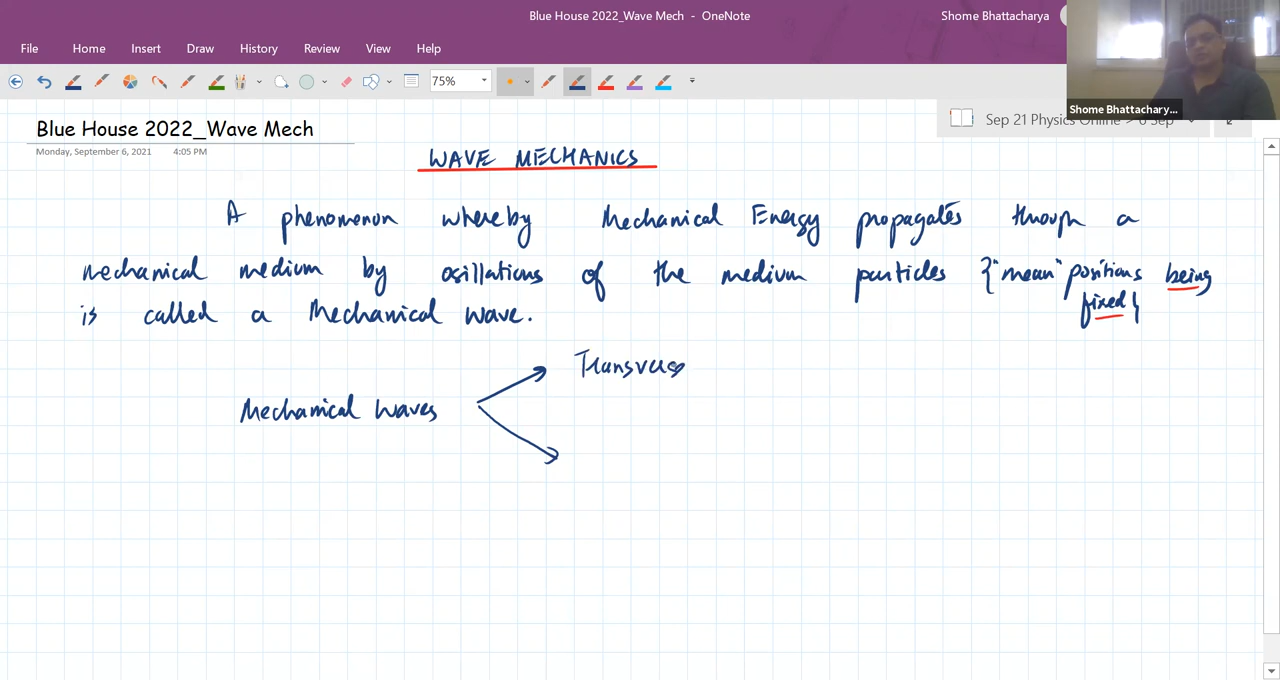 Blue House 2022_Wave Mech - OneNote
Shome Bhattacharya
File Home Insert Draw History Review View Help
75%
Shome Bhattachary...
Sep 21 Physics Online > 6 Sep
Blue House 2022_Wave Mech
Monday, September 6, 2021 4:05 PM
WAVE MECHANICS
A phenomenon whereby Mechanical Energy propagates through a
mechanical medium by osillations of the medium particles {"mean" positions being
fixed}
is called a Mechanical Wave.
Transverse
Mechanical Waves